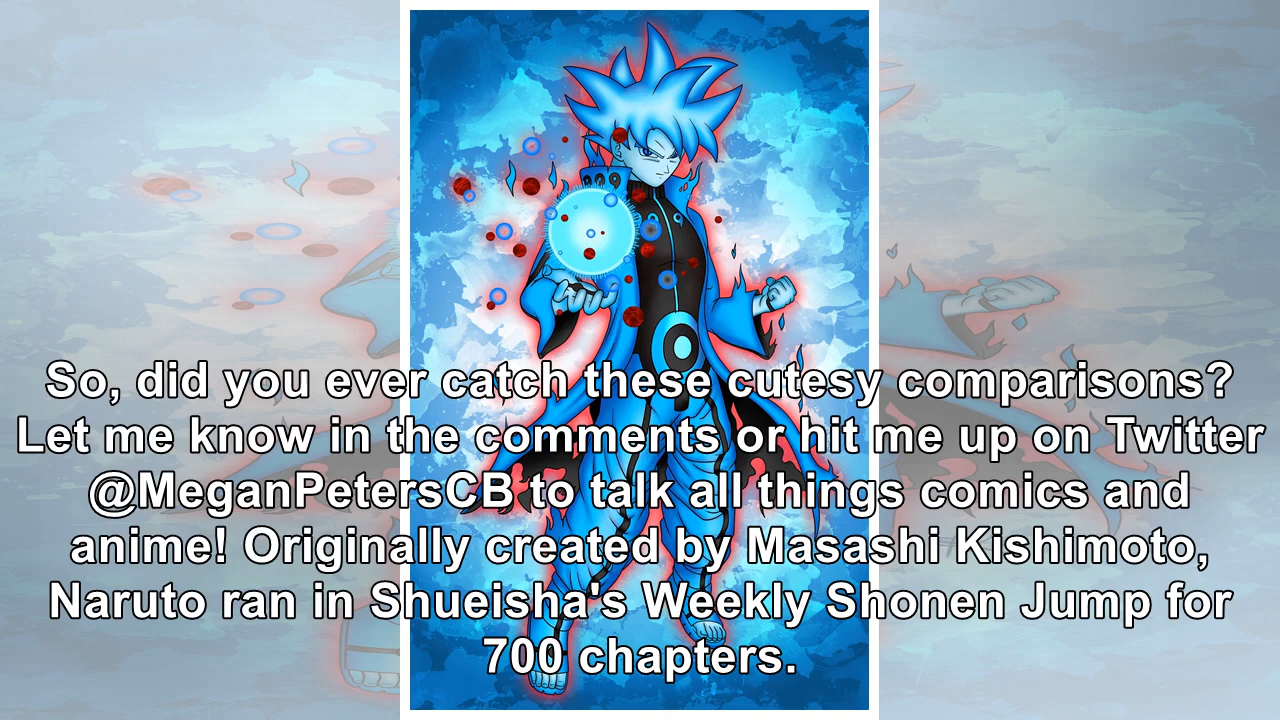 So, did you ever catch these cutesy comparisons?
Let me know in the comments or hit me up on Twitter
@MeganPetersCB to talk all things comics and
anime! Originally created by Masashi Kishimoto,
Naruto ran in Shueisha's Weekly Shonen Jump for
700 chapters.